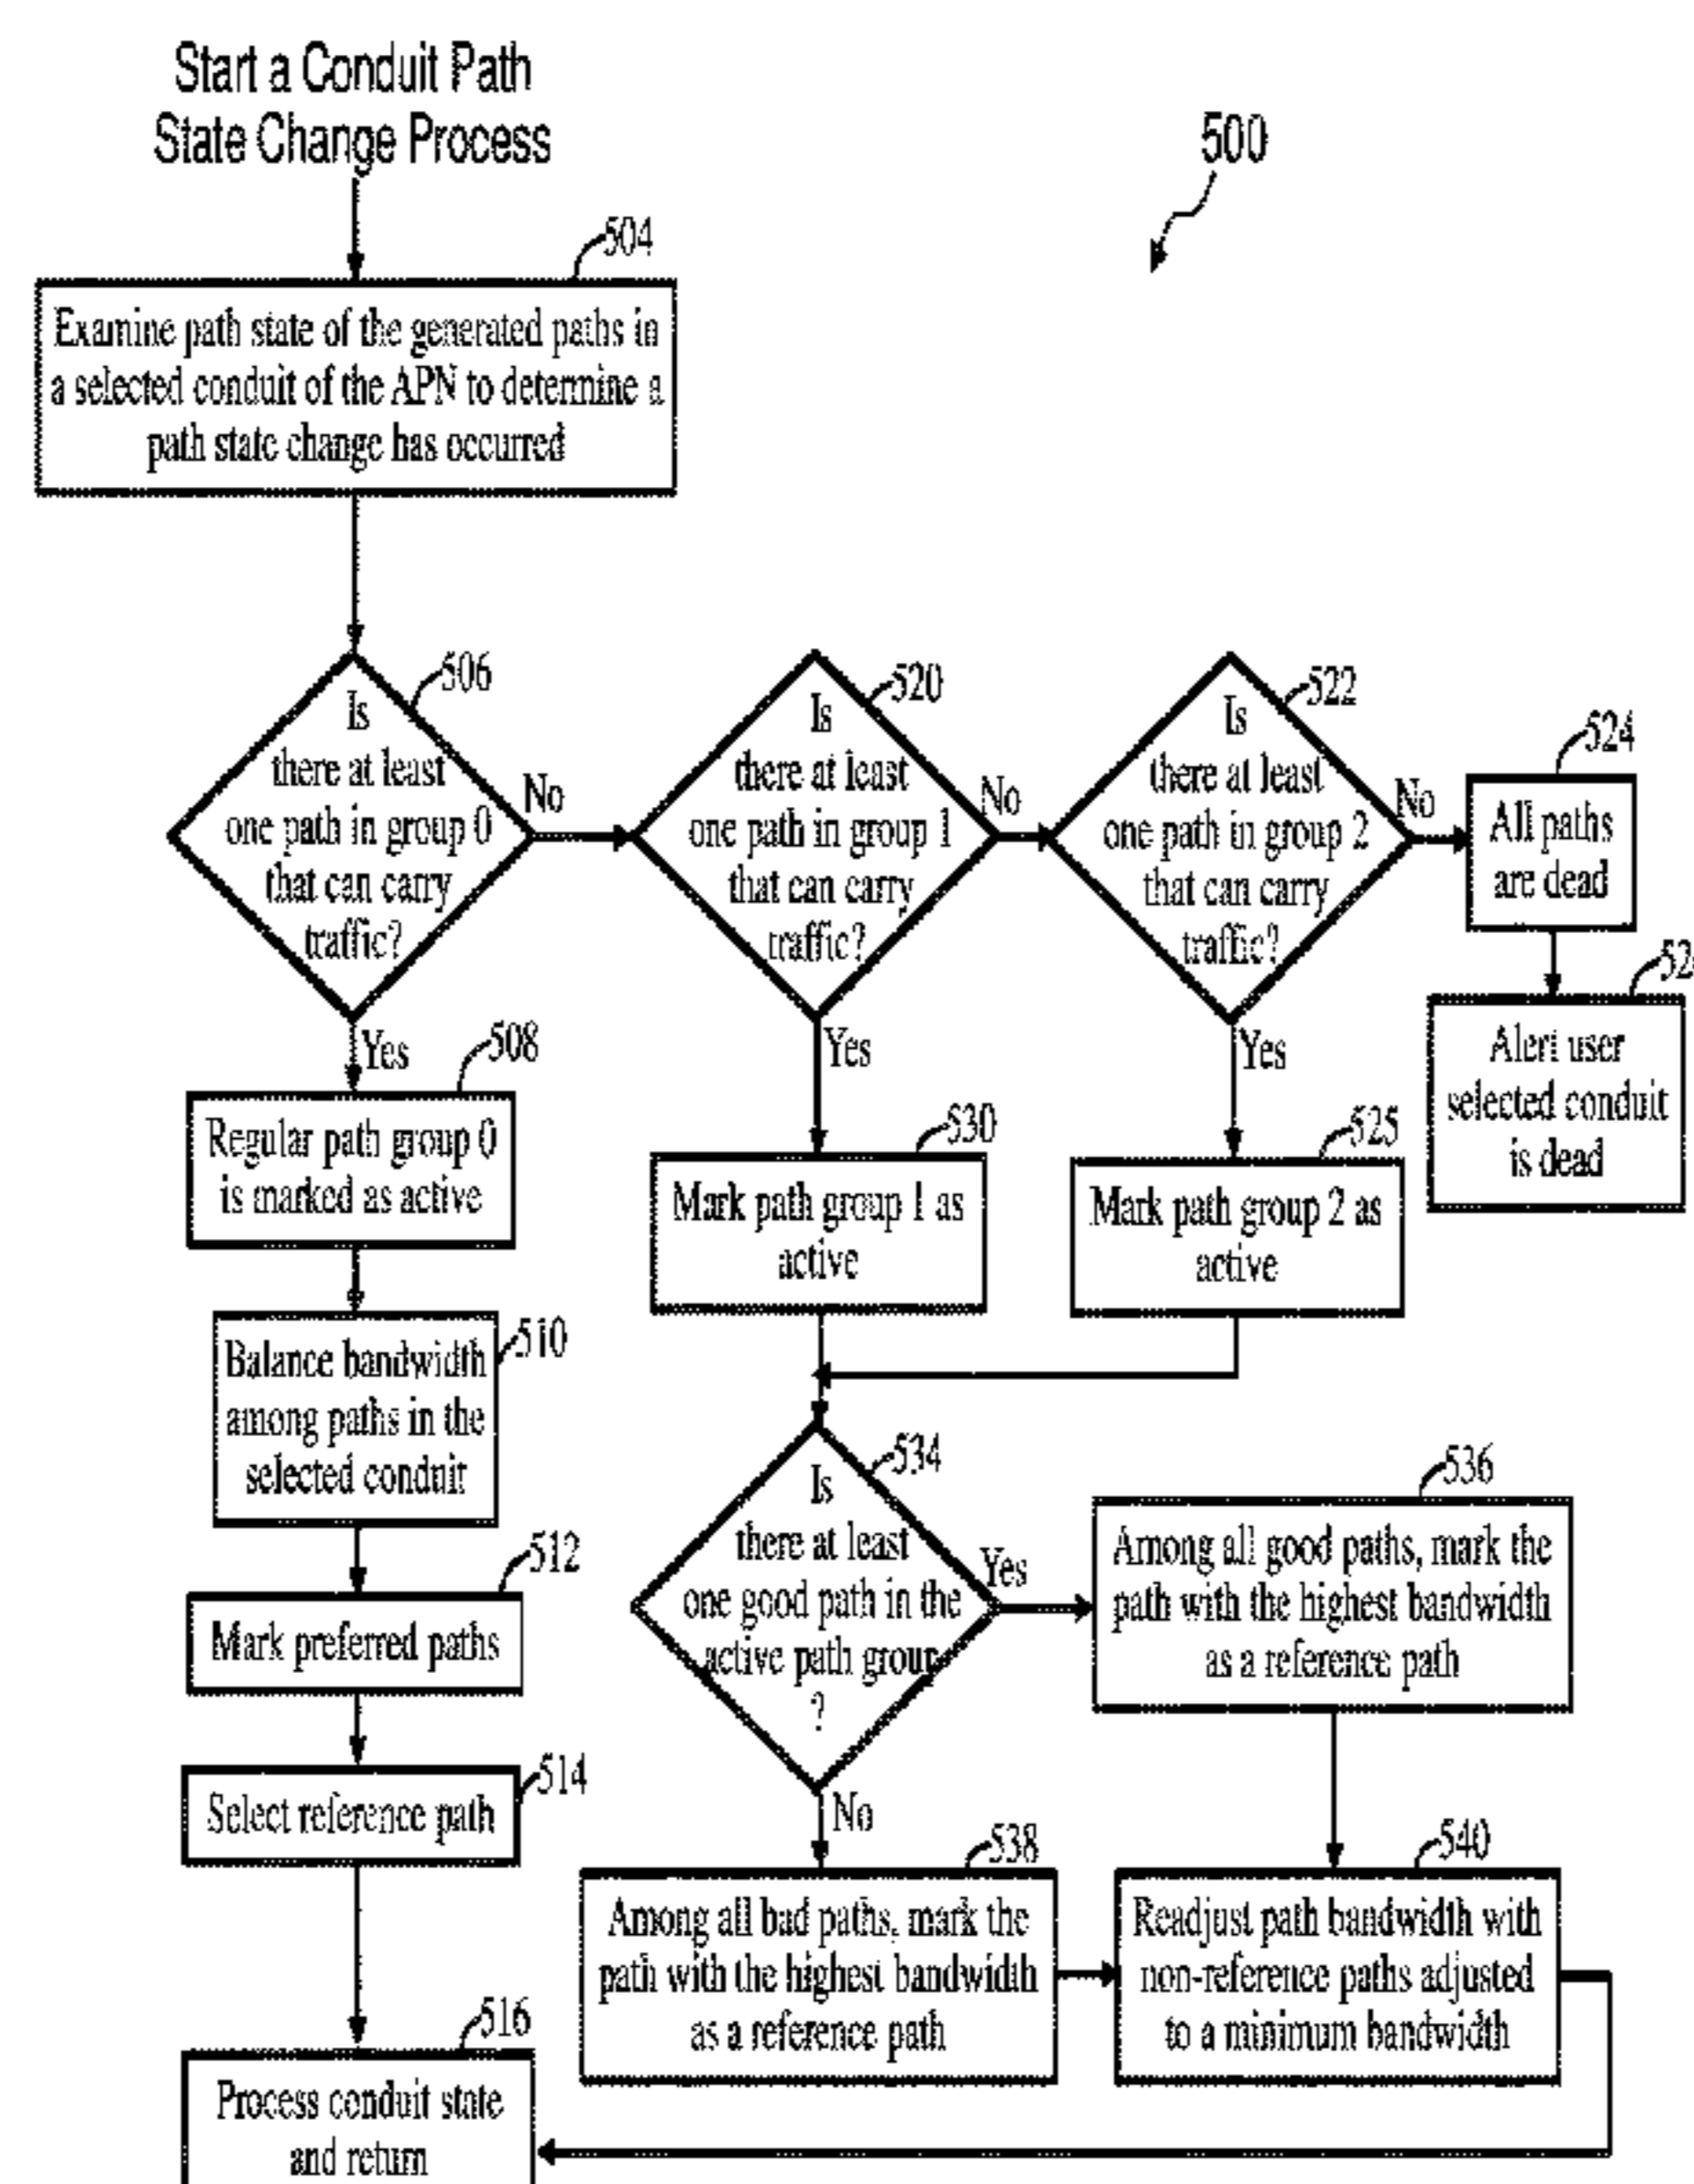 Start a Conduit Path
State Change Process
500
504
Examine path state of the generated paths in
a selected conduit of the APN to determine a
path state change has occurred
506
Is
there at least
one path in group 0
that can carry
traffic?
No
Yes
520
Is
there at least
one path in group 1
that can carry
traffic?
No
Yes
522
Is
there at least
one path in group 2
that can carry
traffic?
No
Yes
524
All paths
are dead
Alert user
selected conduit
is dead
508
Regular path group 0
is marked as active
530
Mark path group 1 as
active
525
Mark path group 2 as
active
510
Balance bandwidth
among paths in the
selected conduit
512
Mark preferred paths
514
Select reference path
534
Is
there at least
one good path in the
active path group
?
Yes
No
536
Among all good paths, mark the
path with the highest bandwidth
as a reference path
538
Among all bad paths, mark the
path with the highest bandwidth
as a reference path
540
Readjust path bandwidth with
non-reference paths adjusted
to a minimum bandwidth
516
Process conduit state
and return